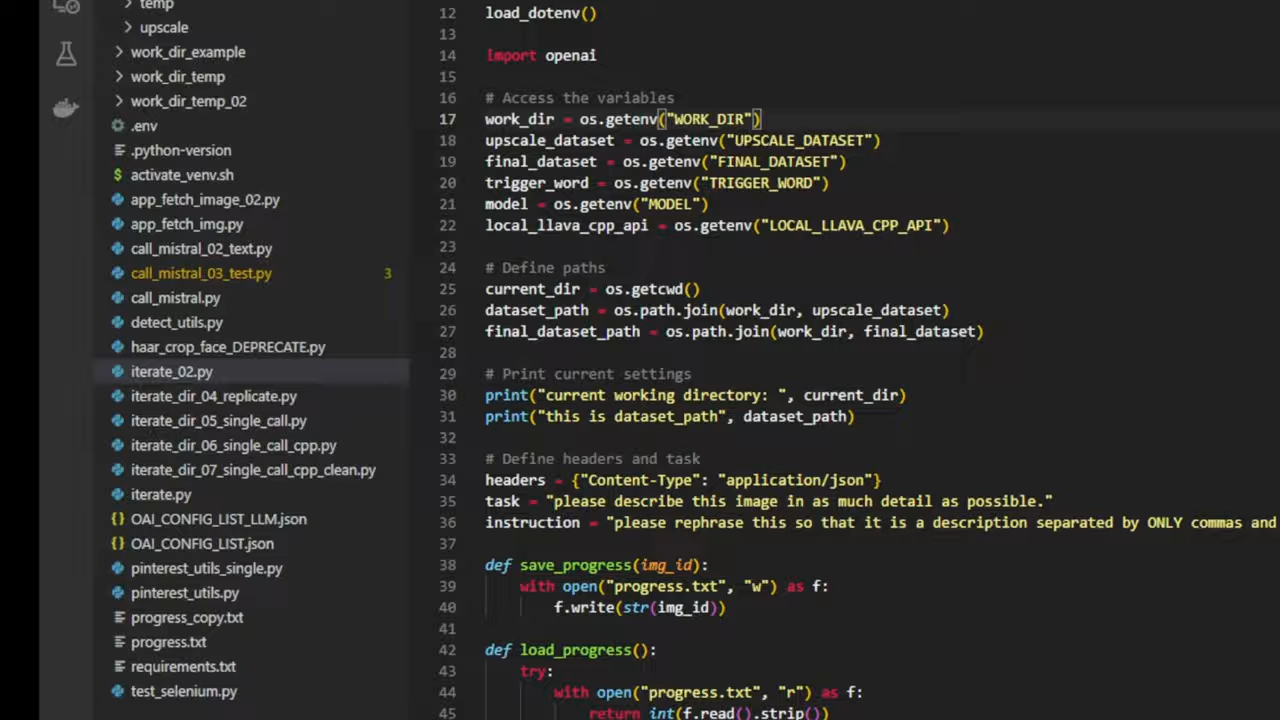 temp
upscale
work_dir_example
work_dir_temp
work_dir_temp_02
.env
.python-version
$ activate_venv.sh
app_fetch_image_02.py
app_fetch_img.py
call_mistral_02_text.py
call_mistral_03_test.py 3
call_mistral.py
detect_utils.py
haar_crop_face_DEPRECATE.py
iterate_02.py
iterate_dir_04_replicate.py
iterate_dir_05_single_call.py
iterate_dir_06_single_call_cpp.py
iterate_dir_07_single_call_cpp_clean.py
iterate.py
{} OAI_CONFIG_LIST_LLM.json
{} OAI_CONFIG_LIST.json
pinterest_utils_single.py
pinterest_utils.py
progress_copy.txt
progress.txt
requirements.txt
test_selenium.py
12 load_dotenv()
13
14 import openai
15
16 # Access the variables
17 work_dir = os.getenv("WORK_DIR")
18 upscale_dataset = os.getenv("UPSCALE_DATASET")
19 final_dataset = os.getenv("FINAL_DATASET")
20 trigger_word = os.getenv("TRIGGER_WORD")
21 model = os.getenv("MODEL")
22 local_llava_cpp_api = os.getenv("LOCAL_LLAVA_CPP_API")
23
24 # Define paths
25 current_dir = os.getcwd()
26 dataset_path = os.path.join(work_dir, upscale_dataset)
27 final_dataset_path = os.path.join(work_dir, final_dataset)
28
29 # Print current settings
30 print("current working directory: ", current_dir)
31 print("this is dataset_path", dataset_path)
32
33 # Define headers and task
34 headers = {"Content-Type": "application/json"}
35 task = "please describe this image in as much detail as possible."
36 instruction = "please rephrase this so that it is a description separated by ONLY commas and
37
38 def save_progress(img_id):
39 with open("progress.txt", "w") as f:
40 f.write(str(img_id))
41
42 def load_progress():
43 try:
44 with open("progress.txt", "r") as f:
45 return int(f.read().strip())